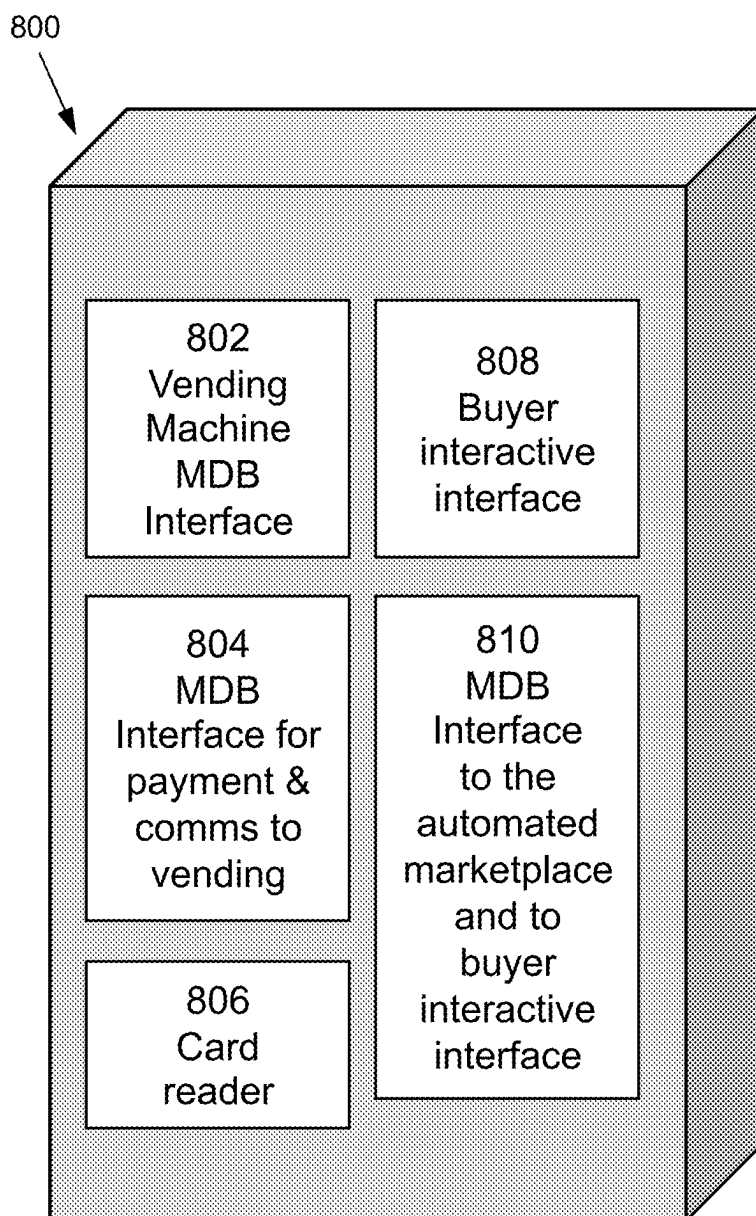 800
802
Vending
Machine
MDB
Interface
808
Buyer
interactive
interface
804
MDB
Interface for
payment &
comms to
vending
810
MDB
Interface
to the
automated
marketplace
and to
buyer
interactive
interface
806
Card
reader